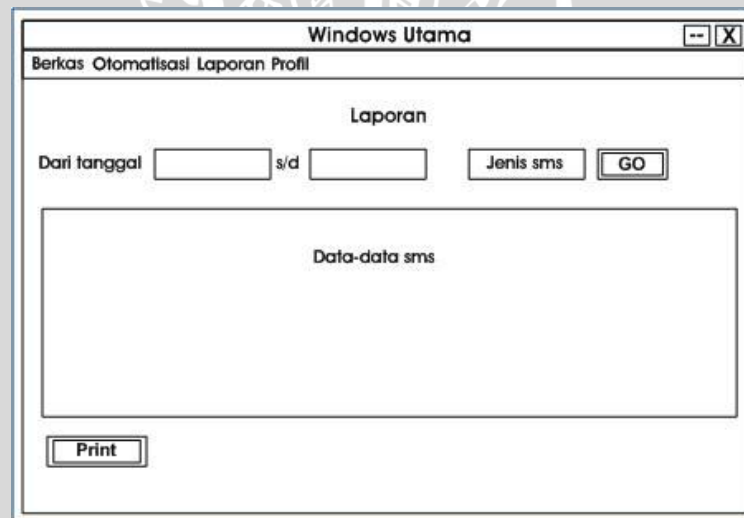 Windows Utama -- X
Berkas Otomatisasi Laporan Profil
Laporan
Dari tanggal s/d Jenis sms GO
Data-data sms
Print